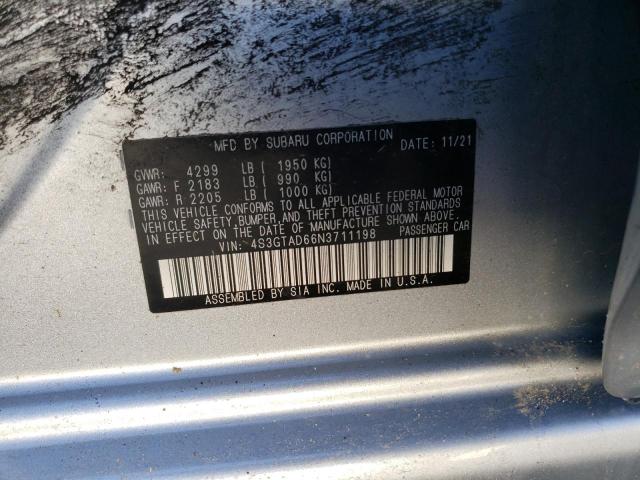 MFD BY SUBARU CORPORATION DATE: 11/21
GVWR: 4299 LB ( 1950 KG)
GAWR: F 2183 LB ( 990 KG)
GAWR: R 2205 LB ( 1000 KG)
THIS VEHICLE CONFORMS TO ALL APPLICABLE FEDERAL MOTOR
VEHICLE SAFETY, BUMPER, AND THEFT PREVENTION STANDARDS
IN EFFECT ON THE DATE OF MANUFACTURE SHOWN ABOVE.
VIN: 4S3GTAD66N3711198 PASSENGER CAR
ASSEMBLED BY SIA INC. MADE IN U.S.A.